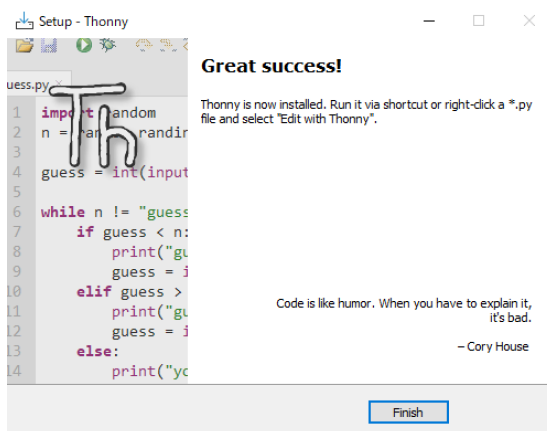 Setup - Thonny
Great success!
Thonny is now installed. Run it via shortcut or right-click a *.py
file and select "Edit with Thonny".
uess.py ×
Th
1 import random
2 n = random.randin
3
4 guess = int(input
5
6 while n != "guess
7 if guess < n:
8 print("gu
9 guess = i
10 elif guess >
11 print("gu
12 guess = i
13 else:
14 print("yo
Code is like humor. When you have to explain it,
it's bad.
– Cory House
Finish